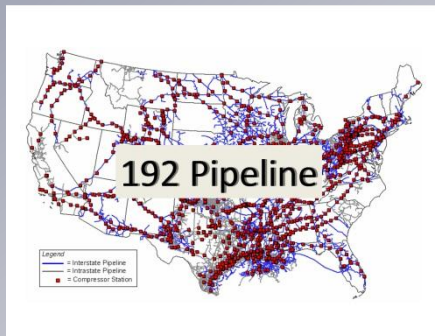 192 Pipeline
Legend
= Interstate Pipeline
= Intrastate Pipeline
= Compressor Station